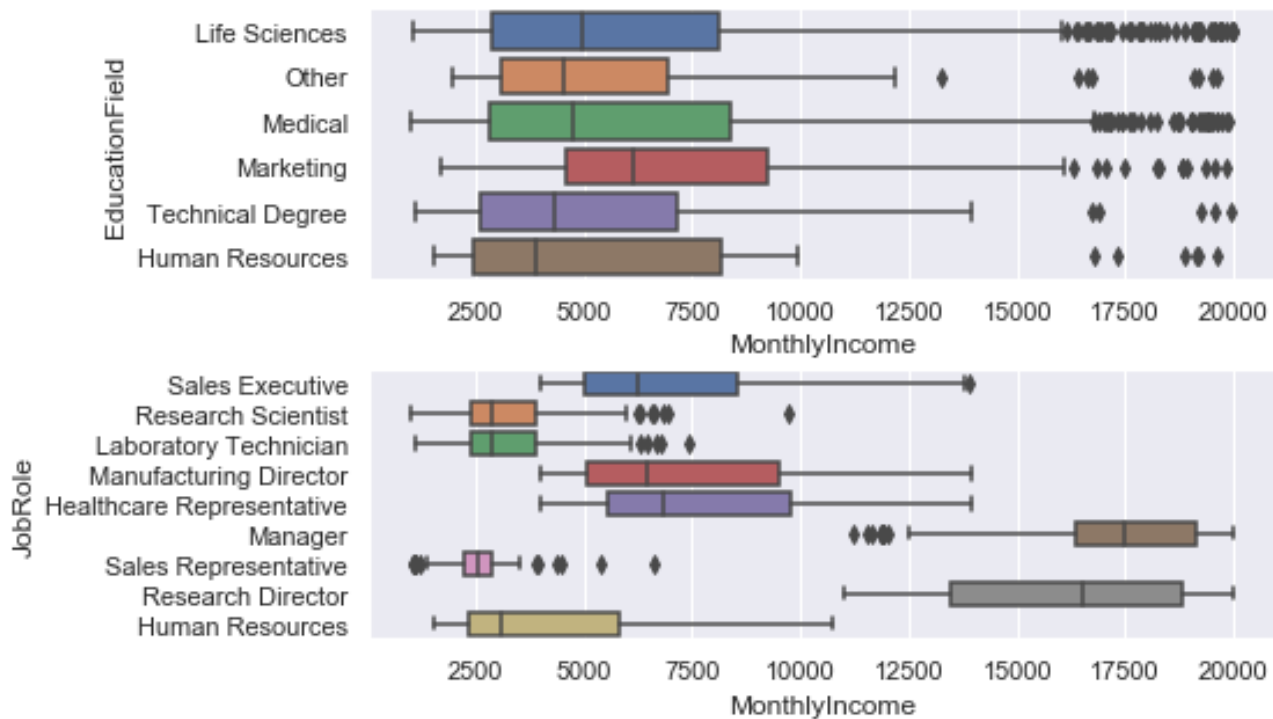 EducationField
Life Sciences
Other
Medical
Marketing
Technical Degree
Human Resources
2500 5000 7500 10000 12500 15000 17500 20000
MonthlyIncome
JobRole
Sales Executive
Research Scientist
Laboratory Technician
Manufacturing Director
Healthcare Representative
Manager
Sales Representative
Research Director
Human Resources
2500 5000 7500 10000 12500 15000 17500 20000
MonthlyIncome